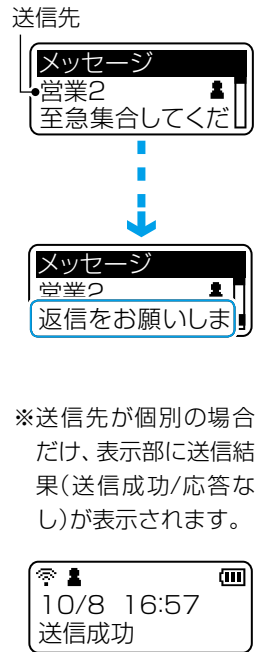 送信先
メッセージ
営業2
至急集合してくだ
メッセージ
営業2
返信をお願いしま
※送信先が個別の場合
だけ、表示部に送信結
果(送信成功/応答な
し)が表示されます。
10/8 16:57
送信成功